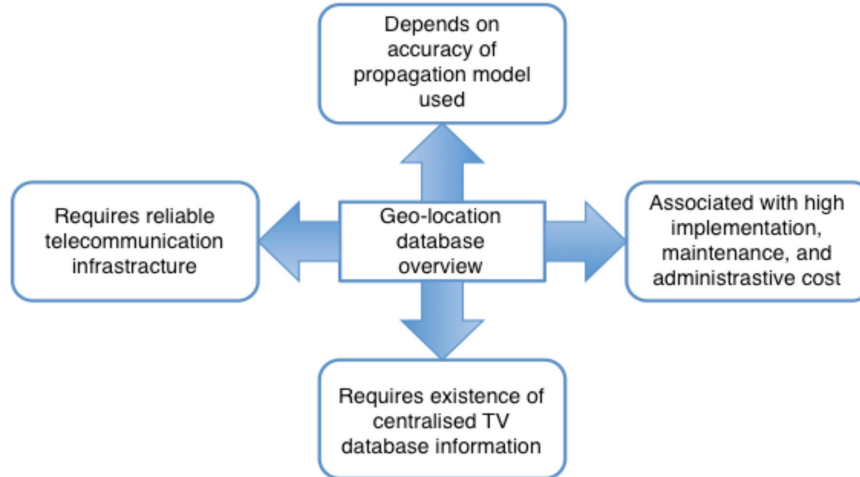 Depends on
accuracy of
propagation model
used
Requires reliable
telecommunication
infrastracture
Geo-location
database
overview
Associated with high
implementation,
maintenance, and
administrastive cost
Requires existence of
centralised TV
database information